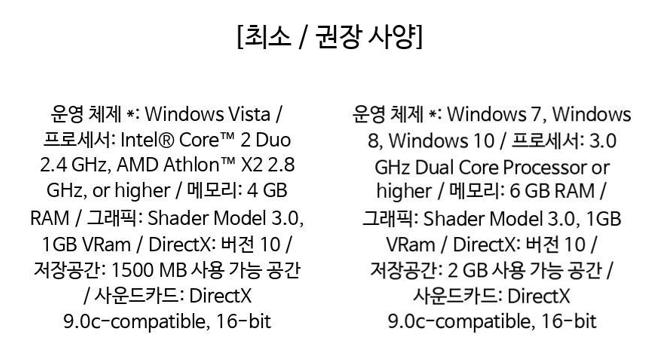 [최소 / 권장 사양]
운영 체제 *: Windows Vista /
프로세서: Intel® Core™ 2 Duo
2.4 GHz, AMD Athlon™ X2 2.8
GHz, or higher / 메모리: 4 GB
RAM / 그래픽: Shader Model 3.0,
1GB VRam / DirectX: 버전 10 /
저장공간: 1500 MB 사용 가능 공간
/ 사운드카드: DirectX
9.0c-compatible, 16-bit
운영 체제 *: Windows 7, Windows
8, Windows 10 / 프로세서: 3.0
GHz Dual Core Processor or
higher / 메모리: 6 GB RAM /
그래픽: Shader Model 3.0, 1GB
VRam / DirectX: 버전 10 /
저장공간: 2 GB 사용 가능 공간 /
사운드카드: DirectX
9.0c-compatible, 16-bit